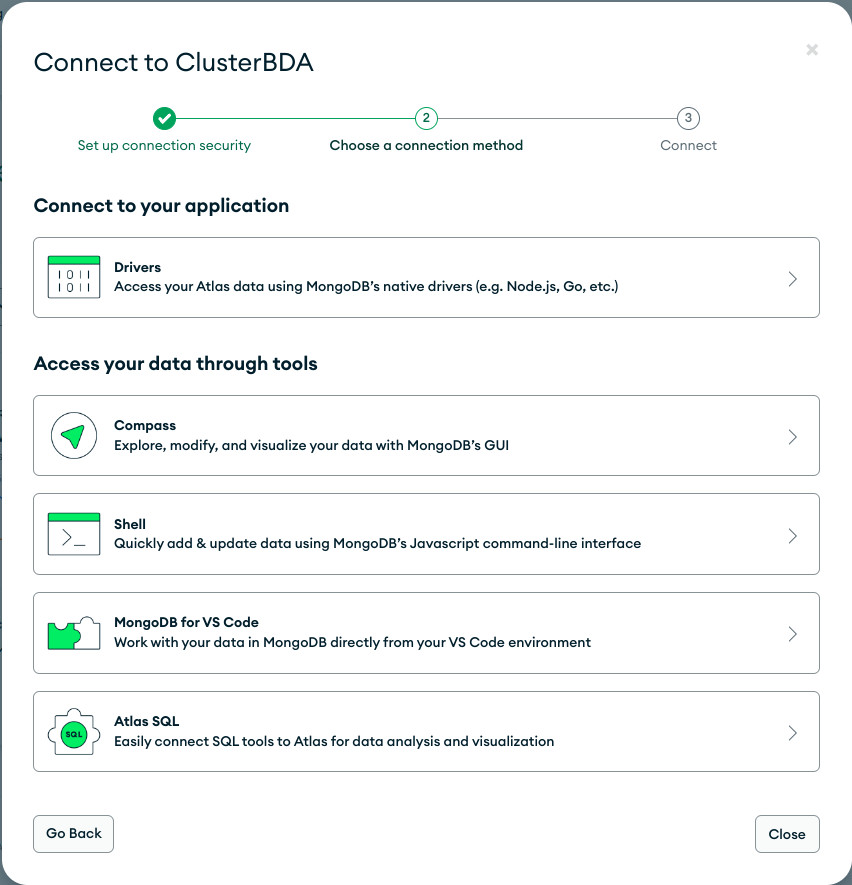 Connect to ClusterBDA
2
3
Set up connection security
Choose a connection method
Connect
Connect to your application
Drivers
Access your Atlas data using MongoDB’s native drivers (e.g. Node.js, Go, etc.)
Access your data through tools
Compass
Explore, modify, and visualize your data with MongoDB’s GUI
Shell
Quickly add & update data using MongoDB’s Javascript command-line interface
MongoDB for VS Code
Work with your data in MongoDB directly from your VS Code environment
SQL
Atlas SQL
Easily connect SQL tools to Atlas for data analysis and visualization
Go Back
Close